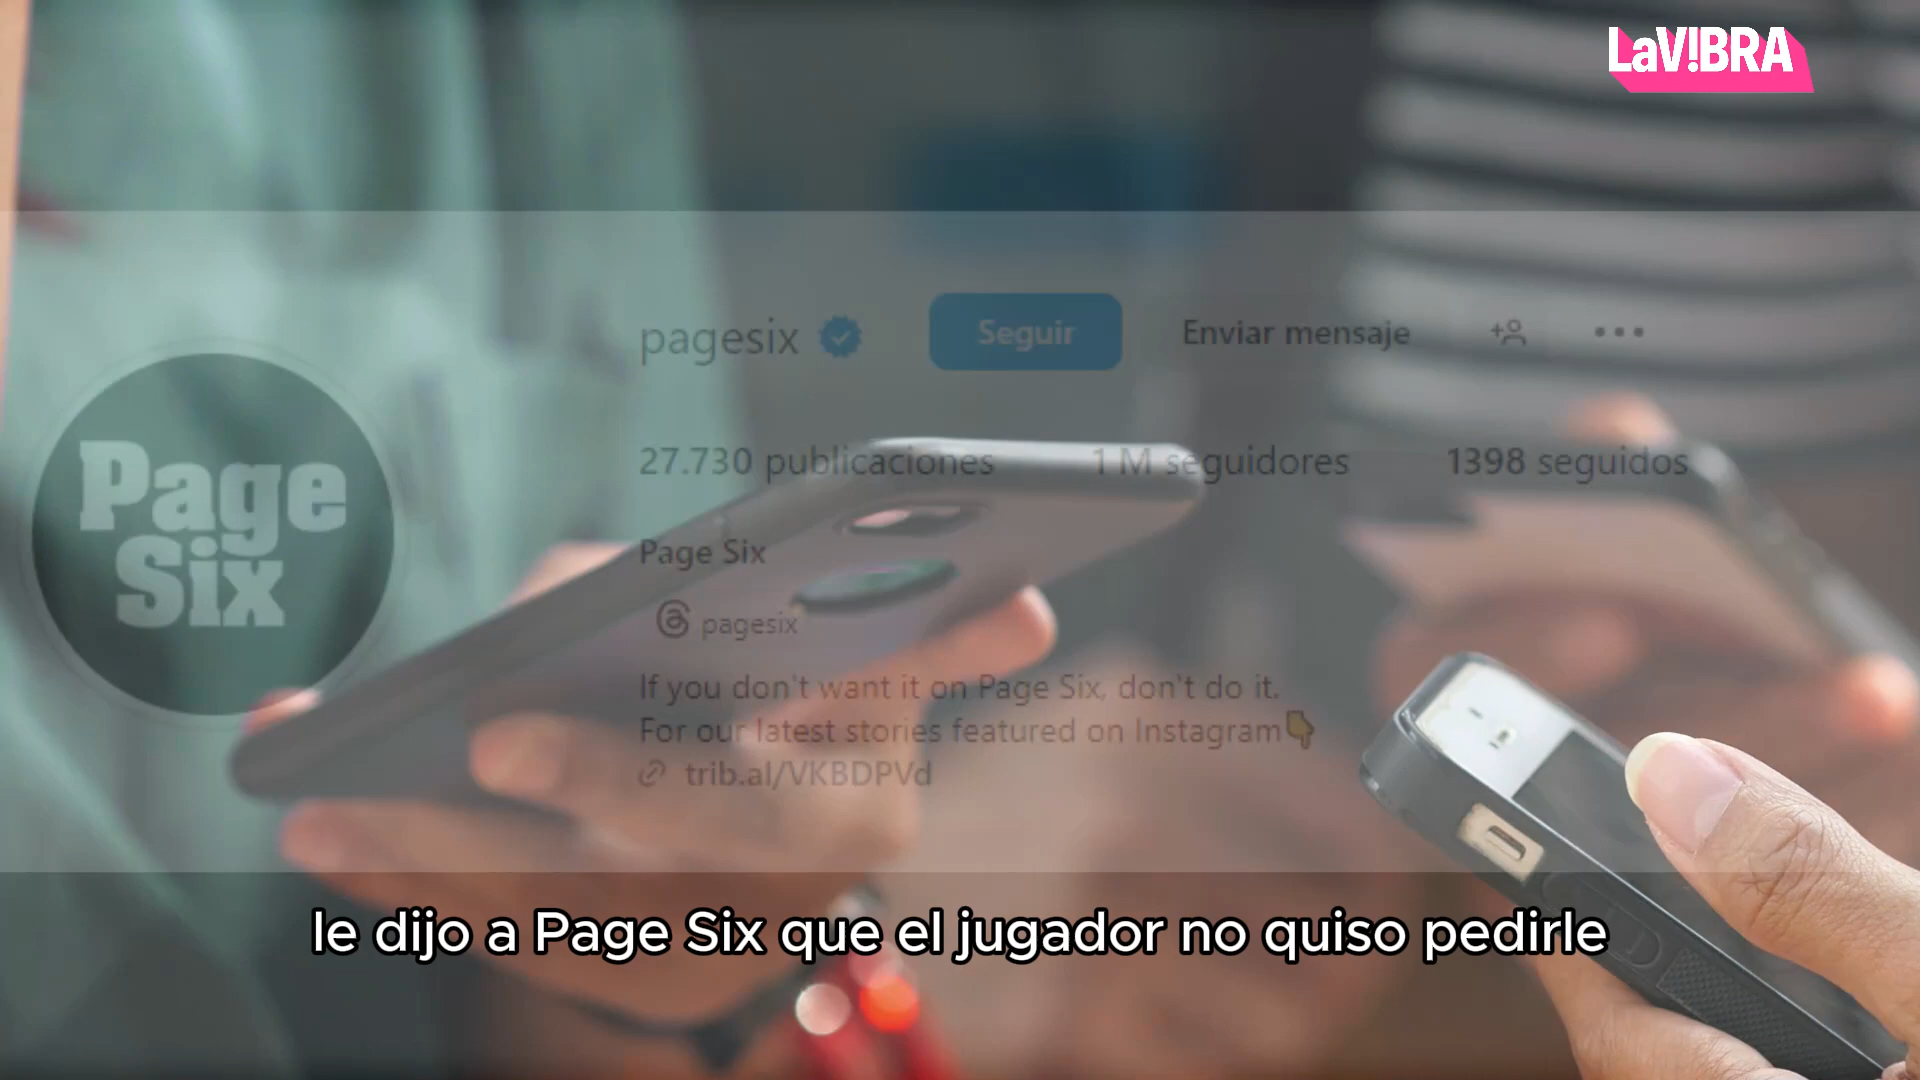 LaV!BRA
pagesix
Seguir
Enviar mensaje
27.730 publicaciones
1 M seguidores
1398 seguidos
Page
Six
Page Six
pagesix
If you don't want it on Page Six, don't do it.
For our latest stories featured on Instagram👇
trib.al/VKBDPVd
le dijo a Page Six que el jugador no quiso pedirle